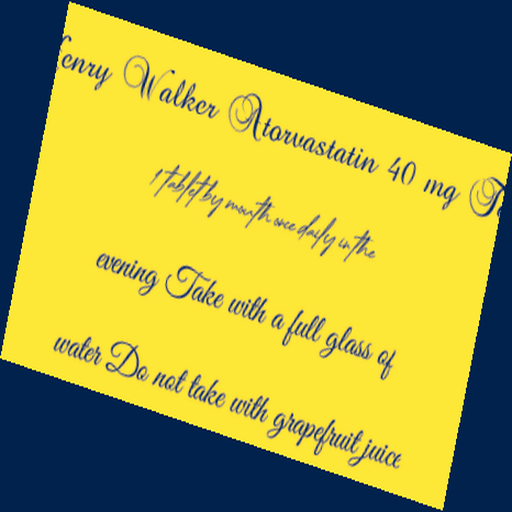 enry Walker Atorvastatin 40 mg
1 tablet by mouth once daily in the
evening Take with a full glass of
water Do not take with grapefruit juice